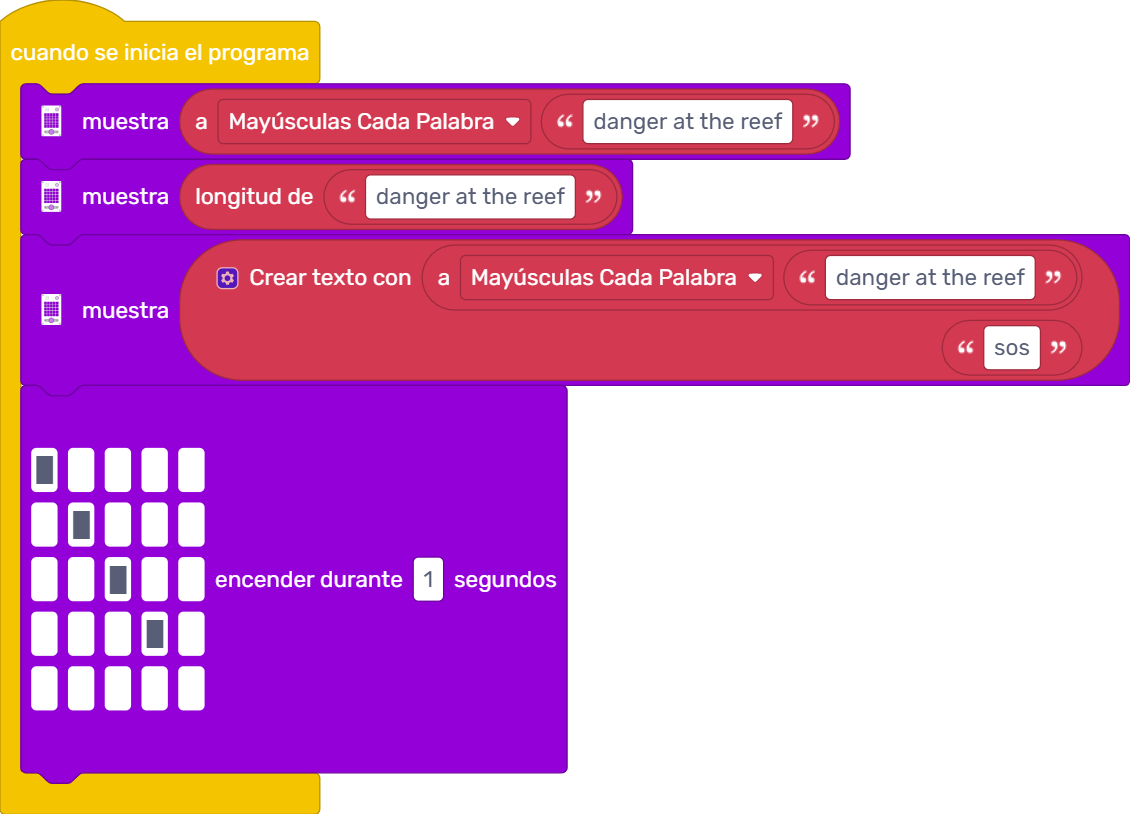 cuando se inicia el programa
muestra a Mayúsculas Cada Palabra “ danger at the reef ”
muestra longitud de “ danger at the reef ”
Crear texto con a Mayúsculas Cada Palabra “ danger at the reef ”
muestra
“ sos ”
encender durante 1 segundos